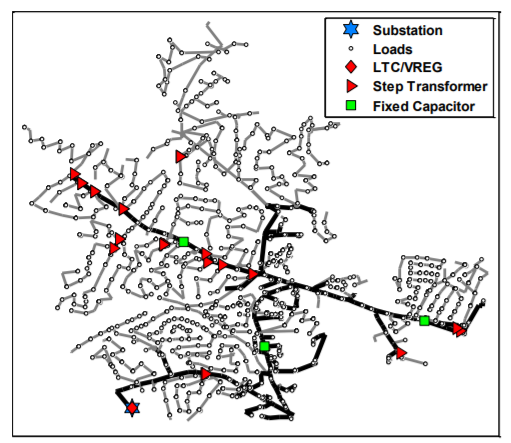 Substation
Loads
LTC/VREG
Step Transformer
Fixed Capacitor